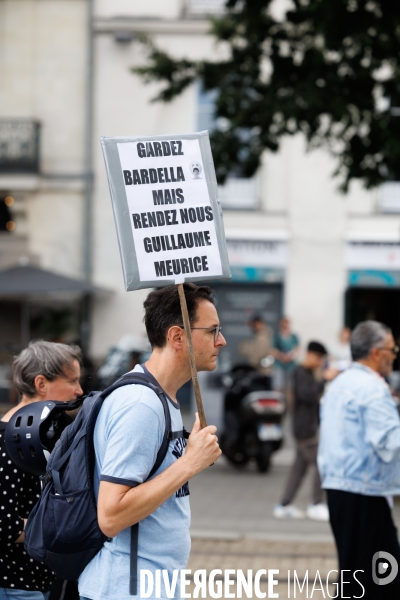 GARDEZ
BARDELLA
MAIS
RENDEZ NOUS
GUILLAUME
MEURICE
DIVERGENCE IMAGES D